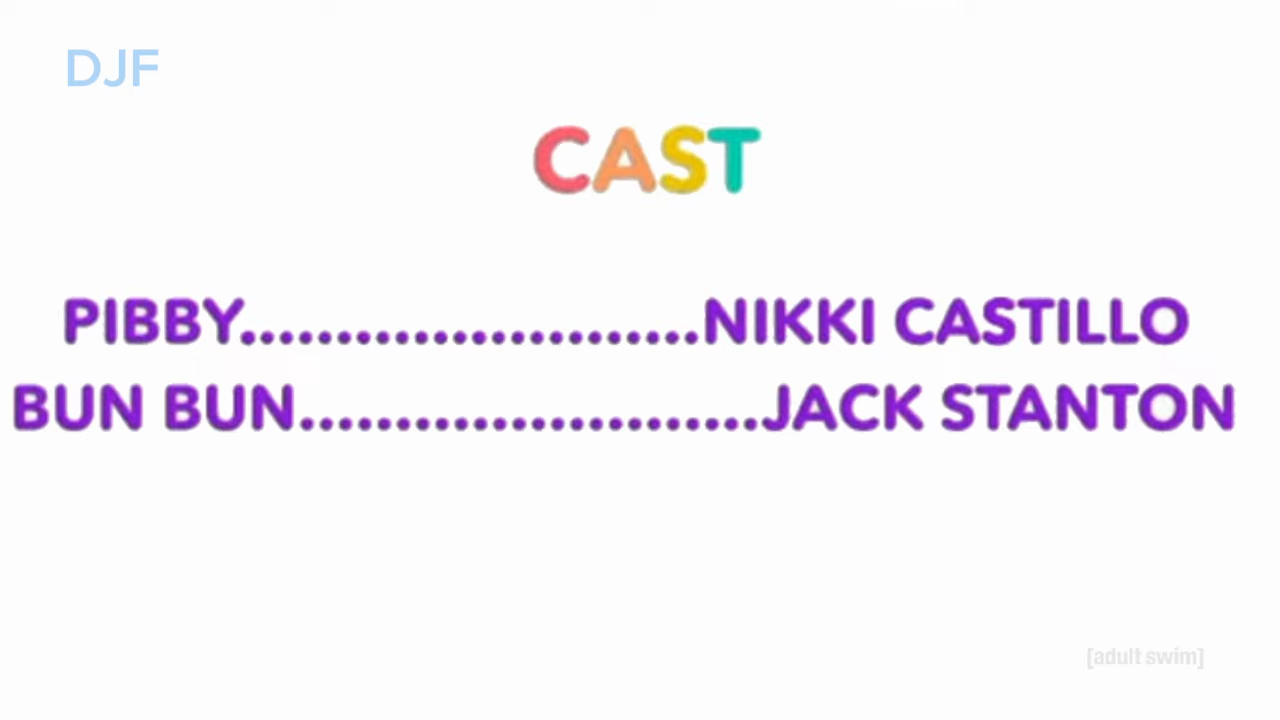 DJF
CAST
PIBBY........................NIKKI CASTILLO
BUN BUN........................JACK STANTON
[adult swim]